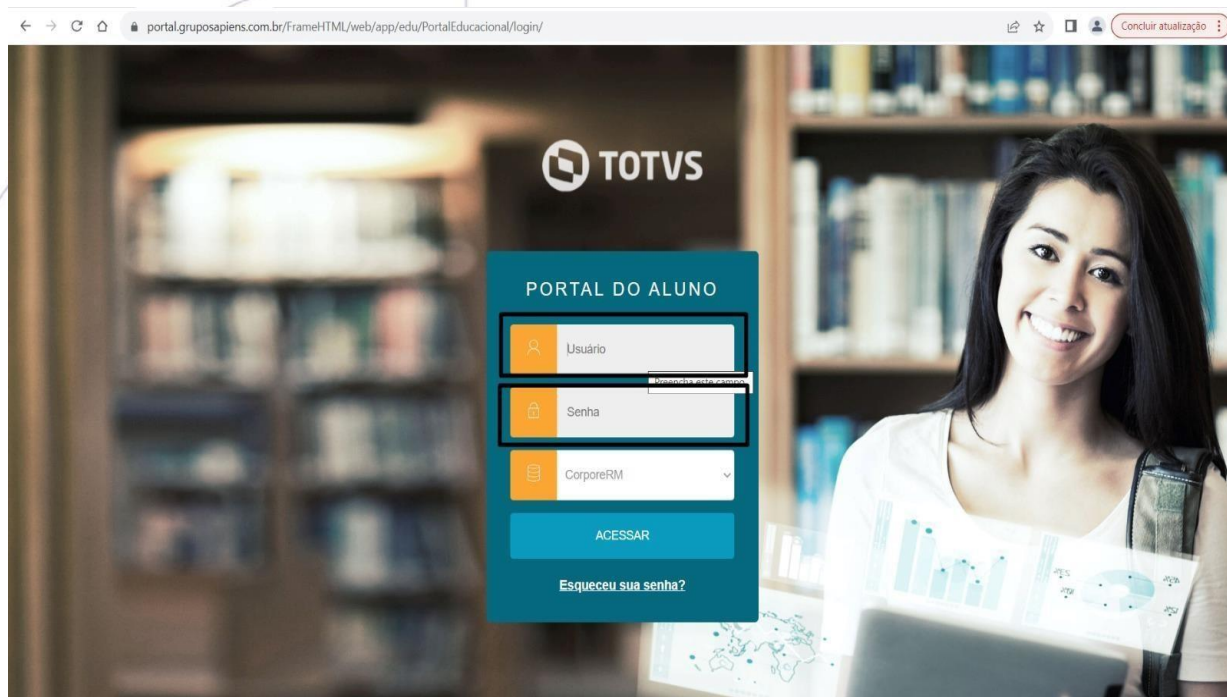 portal.gruposapiens.com.br/FrameHTML/web/app/edu/PortalEducacional/login/
Concluir atualização
TOTVS
PORTAL DO ALUNO
Usuário
Preencha este campo
Senha
CorporeRM
ACESSAR
Esqueceu sua senha?